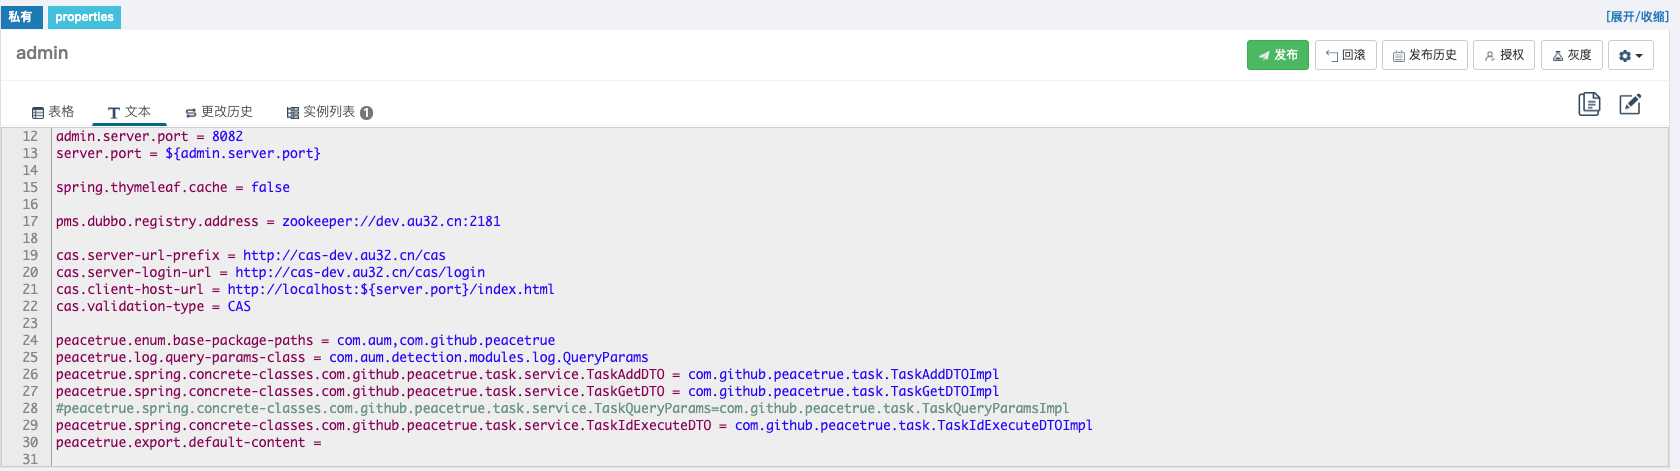 私有 properties [展开/收缩]
admin 发布 回滚 发布历史 授权 灰度
表格 文本 更改历史 实例列表 1
12 admin.server.port = 8082
13 server.port = ${admin.server.port}
14
15 spring.thymeleaf.cache = false
16
17 pms.dubbo.registry.address = zookeeper://dev.au32.cn:2181
18
19 cas.server-url-prefix = http://cas-dev.au32.cn/cas
20 cas.server-login-url = http://cas-dev.au32.cn/cas/login
21 cas.client-host-url = http://localhost:${server.port}/index.html
22 cas.validation-type = CAS
23
24 peacetrue.enum.base-package-paths = com.aum,com.github.peacetrue
25 peacetrue.log.query-params-class = com.aum.detection.modules.log.QueryParams
26 peacetrue.spring.concrete-classes.com.github.peacetrue.task.service.TaskAddDTO = com.github.peacetrue.task.TaskAddDTOImpl
27 peacetrue.spring.concrete-classes.com.github.peacetrue.task.service.TaskGetDTO = com.github.peacetrue.task.TaskGetDTOImpl
28 #peacetrue.spring.concrete-classes.com.github.peacetrue.task.service.TaskQueryParams=com.github.peacetrue.task.TaskQueryParamsImpl
29 peacetrue.spring.concrete-classes.com.github.peacetrue.task.service.TaskIdExecuteDTO = com.github.peacetrue.task.TaskIdExecuteDTOImpl
30 peacetrue.export.default-content =
31